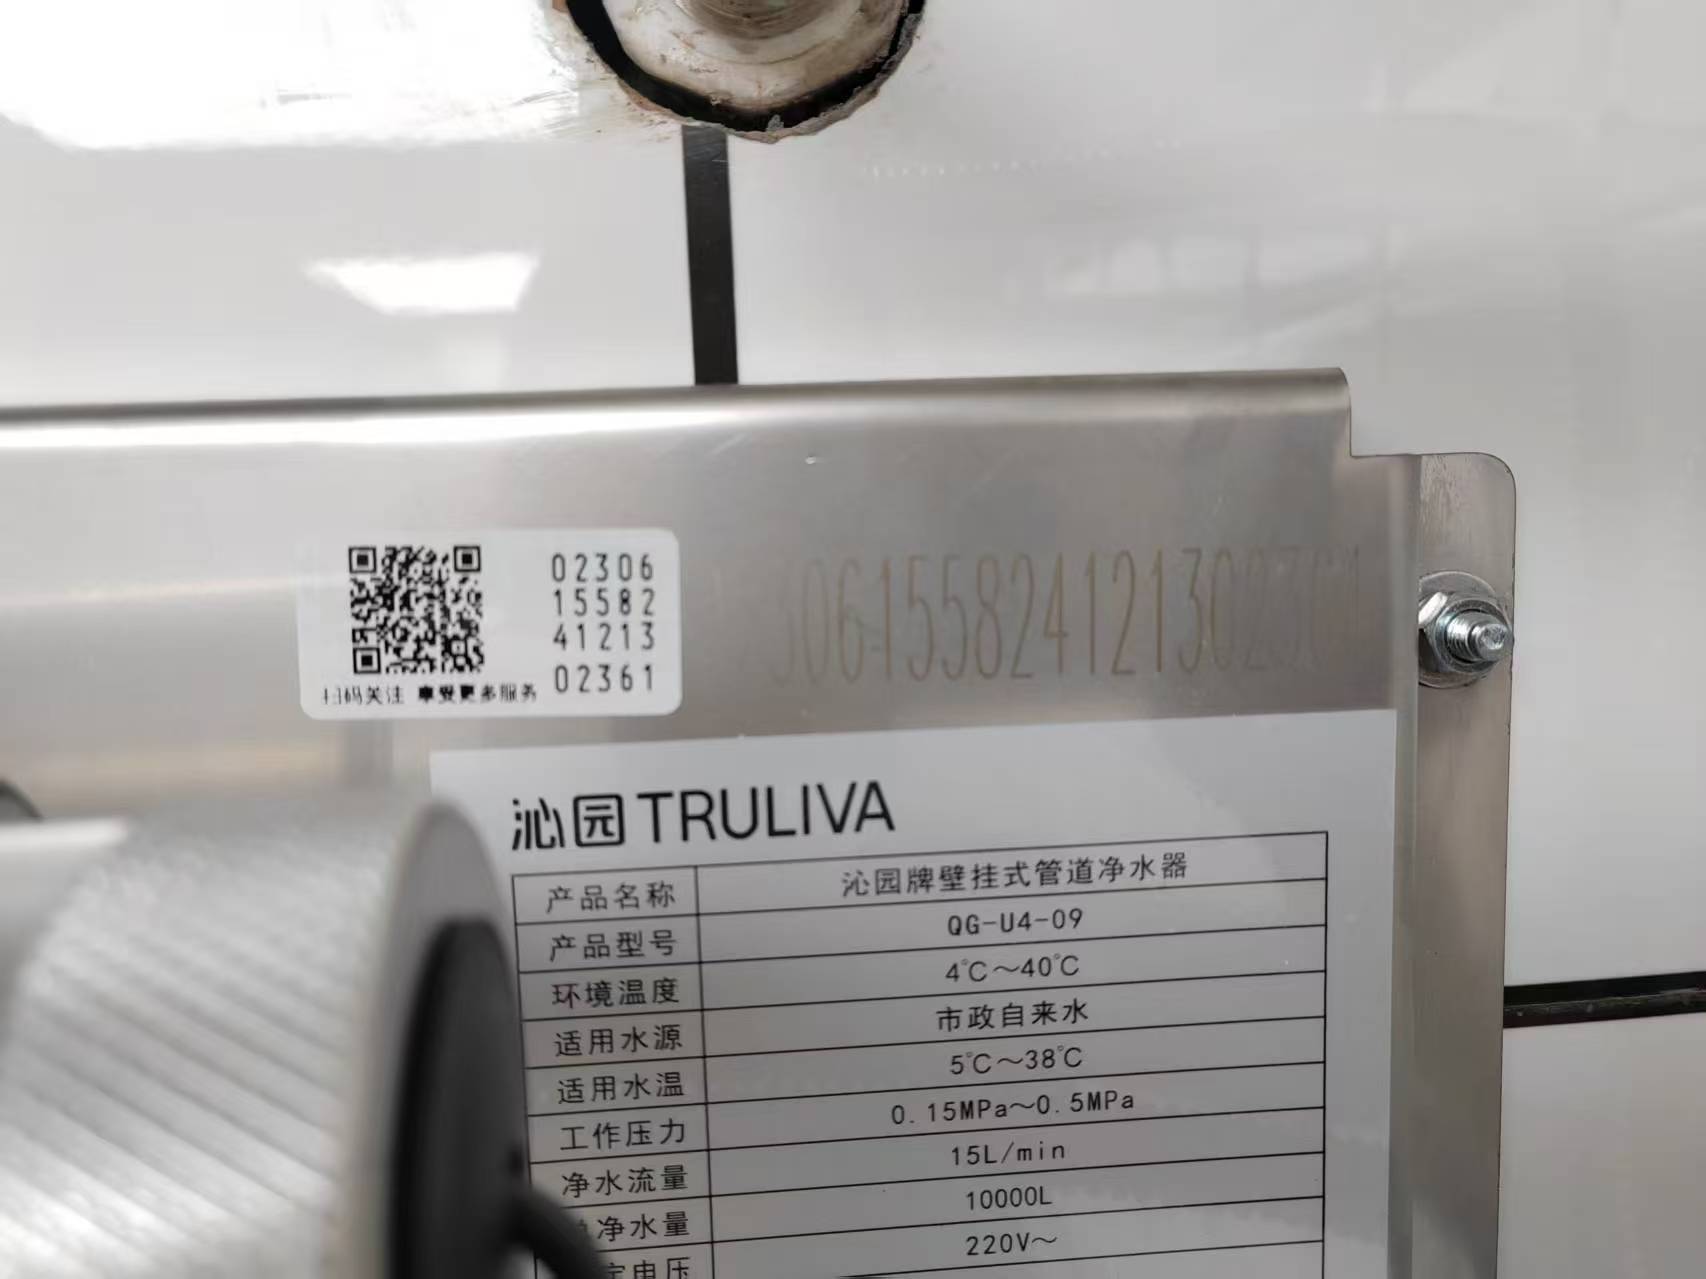 02306
15582
41213
02361
扫码关注 享受更多服务
306155824121302361
沁园TRULIVA
产品名称 沁园牌壁挂式管道净水器
产品型号 QG-U4-09
环境温度 4℃～40℃
适用水源 市政自来水
适用水温 5℃～38℃
工作压力 0.15MPa～0.5MPa
净水流量 15L/min
净水量 10000L
定电压 220V～